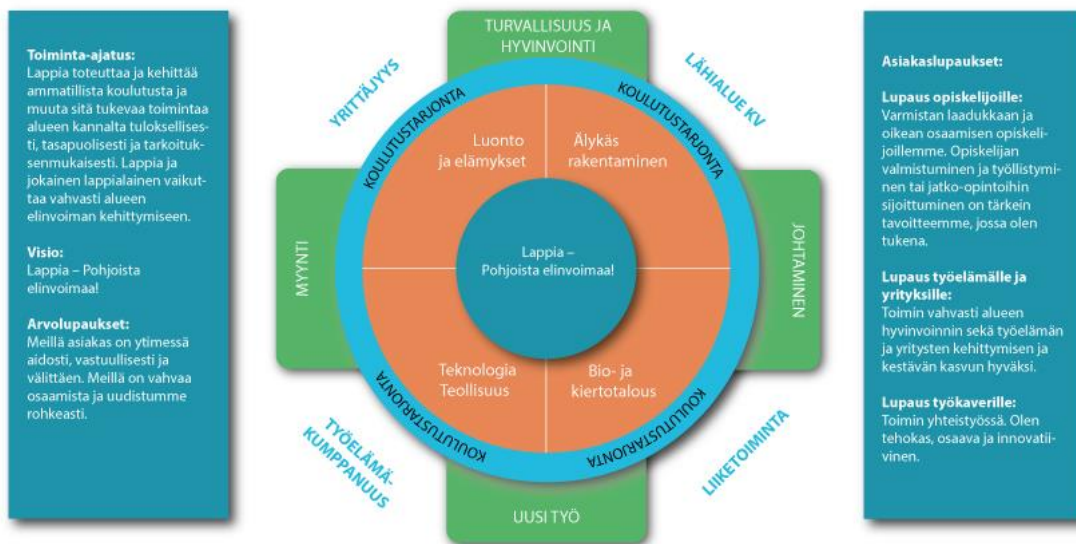 Toiminta-ajatus:
Lappia toteuttaa ja kehittää
ammatillista koulutusta ja
muuta sitä tukevaa toimintaa
alueen kannalta tuloksellises-
ti, tasapuolisesti ja tarkoituk-
senmukaisesti. Lappia ja
jokainen lappialainen vaikut-
taa vahvasti alueen
elinvoiman kehittymiseen.
Visio:
Lappia – Pohjoista
elinvoimaa!
Arvolupaukset:
Meillä asiakas on ytimessä
aidosti, vastuullisesti ja
välittäen. Meillä on vahvaa
osaamista ja uudistumme
rohkeasti.
TURVALLISUUS JA
HYVINVOINTI
YRITTÄJYYS
LÄHIALUE KV
KOULUTUSTARJONTA
KOULUTUSTARJONTA
Luonto
ja elämykset
Älykäs
rakentaminen
MYYNTI
Lappia –
Pohjoista elinvoimaa!
JOHTAMINEN
Teknologia
Teollisuus
Bio- ja
kiertotalous
KOULUTUSTARJONTA
KOULUTUSTARJONTA
TYÖELÄMÄ-
KUMPPANUUS
LIIKETOIMINTA
UUSI TYÖ
Asiakaslupaukset:
Lupaus opiskelijoille:
Varmistan laadukkaan ja
oikean osaamisen opiskeli-
joillemme. Opiskelijan
valmistuminen ja työllistymi-
nen tai jatko-opintoihin
sijoittuminen on tärkein
tavoitteemme, jossa olen
tukena.
Lupaus työelämälle ja
yrityksille:
Toimin vahvasti alueen
hyvinvoinnin sekä työelämän
ja yritysten kehittymisen ja
kestävän kasvun hyväksi.
Lupaus työkaverille:
Toimin yhteistyössä. Olen
tehokas, osaava ja innovatii-
vinen.